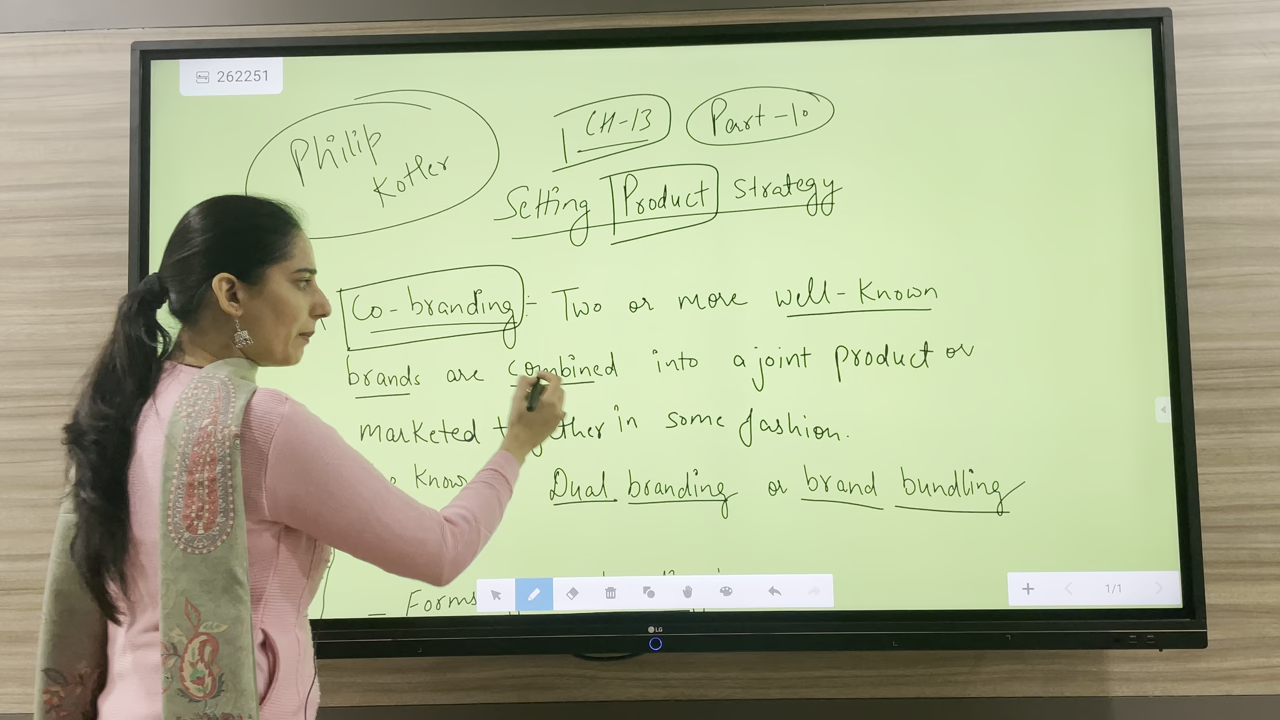 262251
Philip
Kotler
CH-13
Part-10
Setting Product Strategy
Co-branding:- Two or more well-known
brands are combined into a joint product or
marketed in some fashion.
Dual branding or brand bundling
- Forms
1/1
LG